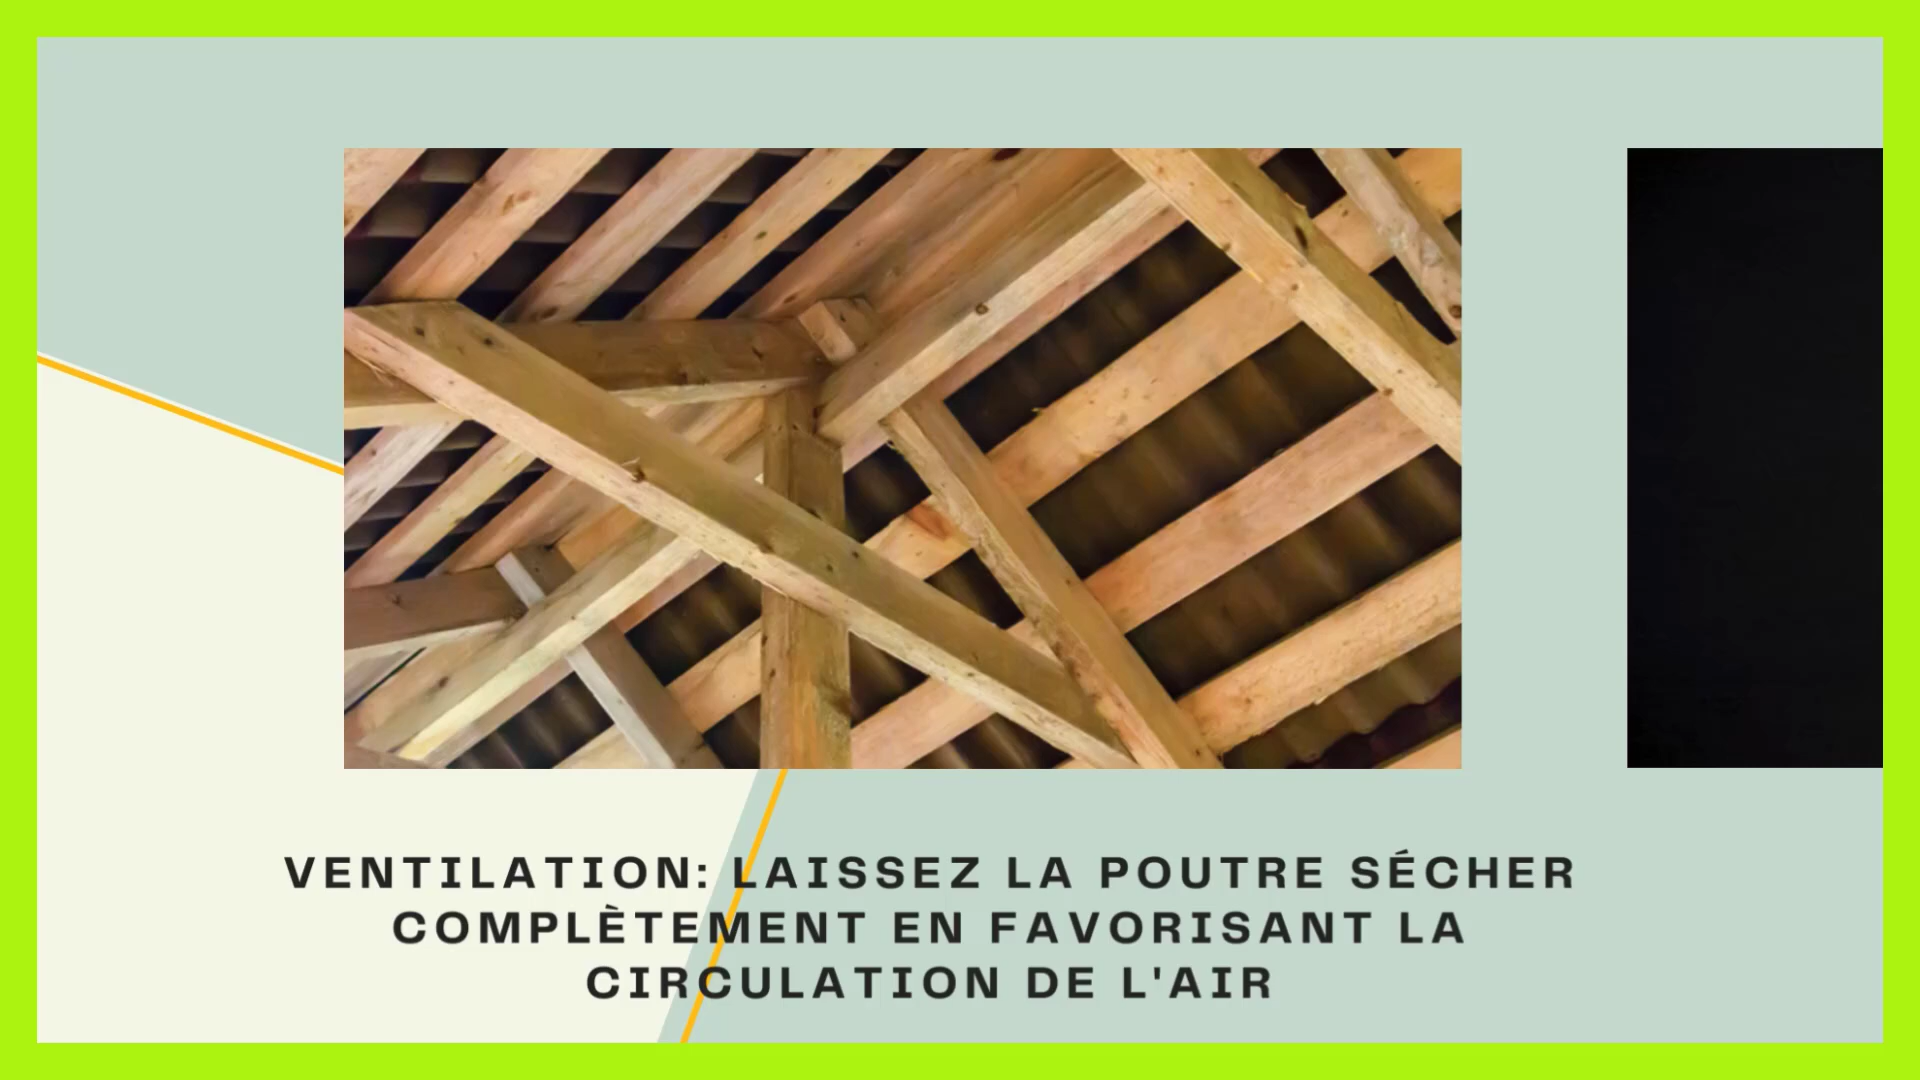 VENTILATION: LAISSEZ LA POUTRE SÉCHER
COMPLÈTEMENT EN FAVORISANT LA
CIRCULATION DE L'AIR